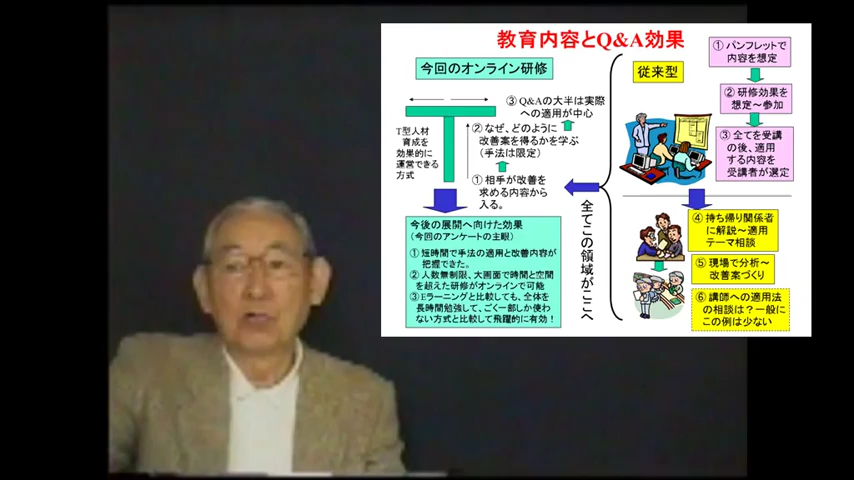 教育内容とQ&A効果
今回のオンライン研修
T型人材
育成を
効果的に
運営できる
方式
③ Q&Aの大半は実際
への適用が中心
② なぜ、どのように
改善案を得るかを学ぶ
(手法は限定)
① 相手が改善を
求める内容から
入る。
今後の展開へ向けた効果
(今回のアンケートの主眼)
① 短時間で手法の適用と改善内容が
把握できた。
② 人数無制限、大画面で時間と空間
を超えた研修がオンラインで可能
③ Eラーニングと比較しても、全体を
長時間勉強して、ごく一部しか使わ
ない方式と比較して飛躍的に有効!
全てこの領域がここへ
従来型
① パンフレットで
内容を想定
② 研修効果を
想定~参加
③ 全てを受講
の後、適用
する内容を
受講者が選定
④ 持ち帰り関係者
に解説~適用
テーマ相談
⑤ 現場で分析~
改善案づくり
⑥ 講師への適用法
の相談は?一般に
この例は少ない